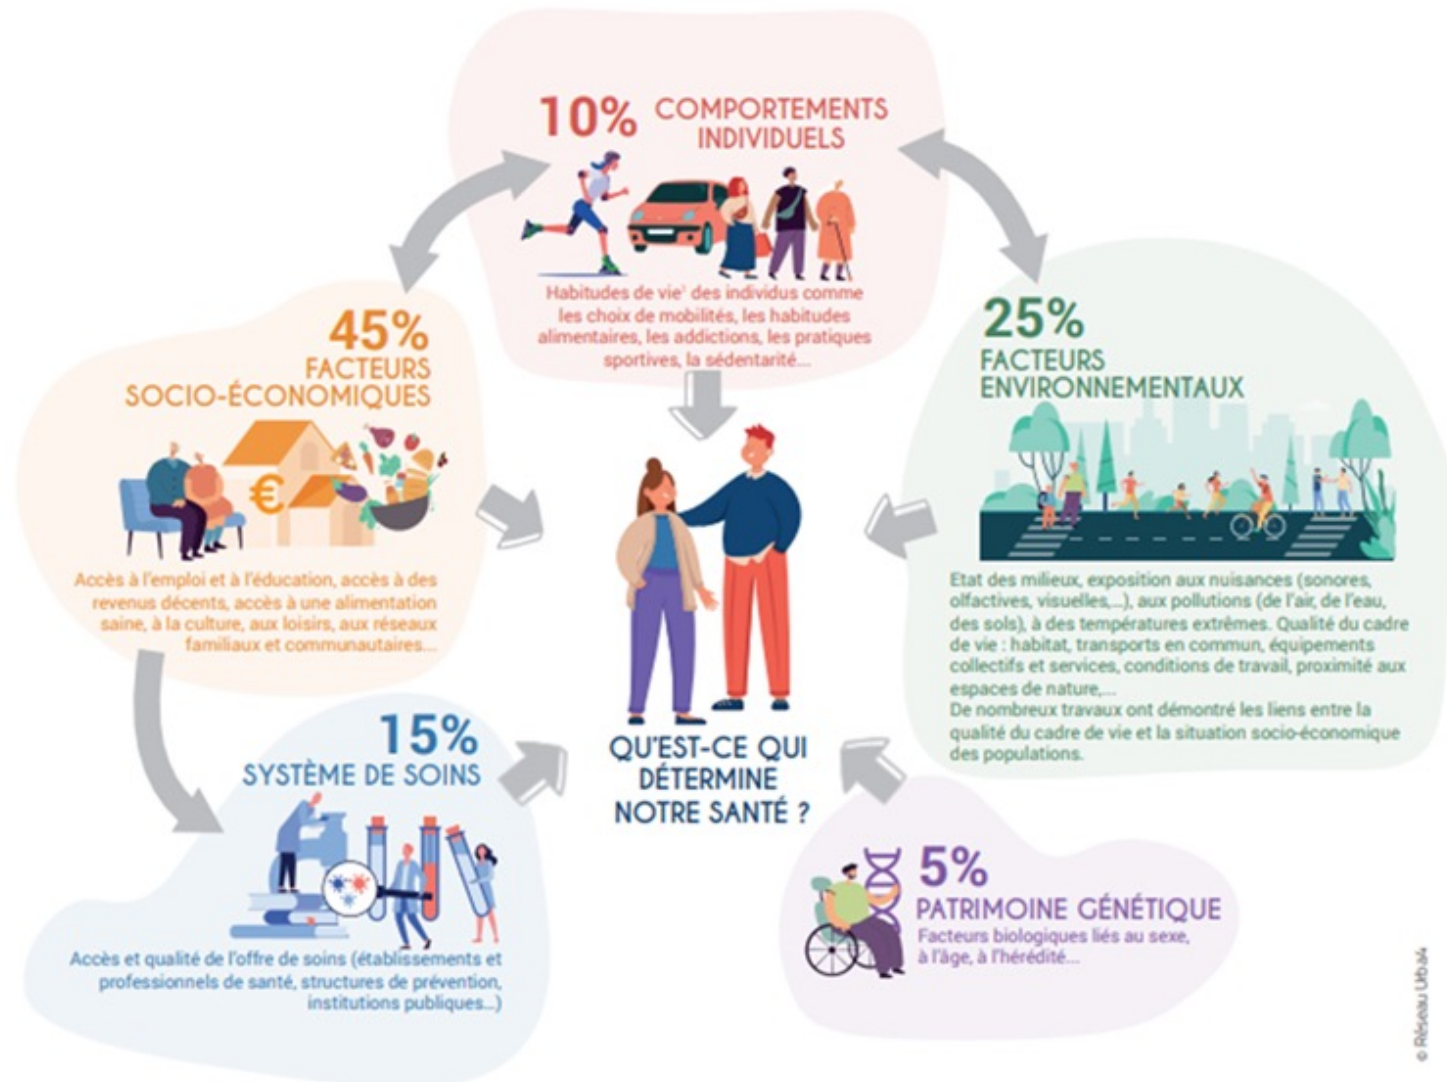 10% COMPORTEMENTS
INDIVIDUELS
Habitudes de vie¹ des individus comme
les choix de mobilités, les habitudes
alimentaires, les addictions, les pratiques
sportives, la sédentarité...
45%
FACTEURS
SOCIO-ÉCONOMIQUES
€
Accès à l'emploi et à l'éducation, accès à des
revenus décents, accès à une alimentation
saine, à la culture, aux loisirs, aux réseaux
familiaux et communautaires...
25%
FACTEURS
ENVIRONNEMENTAUX
Etat des milieux, exposition aux nuisances (sonores,
olfactives, visuelles,...), aux pollutions (de l'air, de l'eau,
des sols), à des températures extrêmes. Qualité du cadre
de vie : habitat, transports en commun, équipements
collectifs et services, conditions de travail, proximité aux
espaces de nature,...
De nombreux travaux ont démontré les liens entre la
qualité du cadre de vie et la situation socio-économique
des populations.
15%
SYSTÈME DE SOINS
Accès et qualité de l'offre de soins (établissements et
professionnels de santé, structures de prévention,
institutions publiques...)
QU'EST-CE QUI
DÉTERMINE
NOTRE SANTÉ ?
5%
PATRIMOINE GÉNÉTIQUE
Facteurs biologiques liés au sexe,
à l'âge, à l'hérédité...
© Réseau Urba4